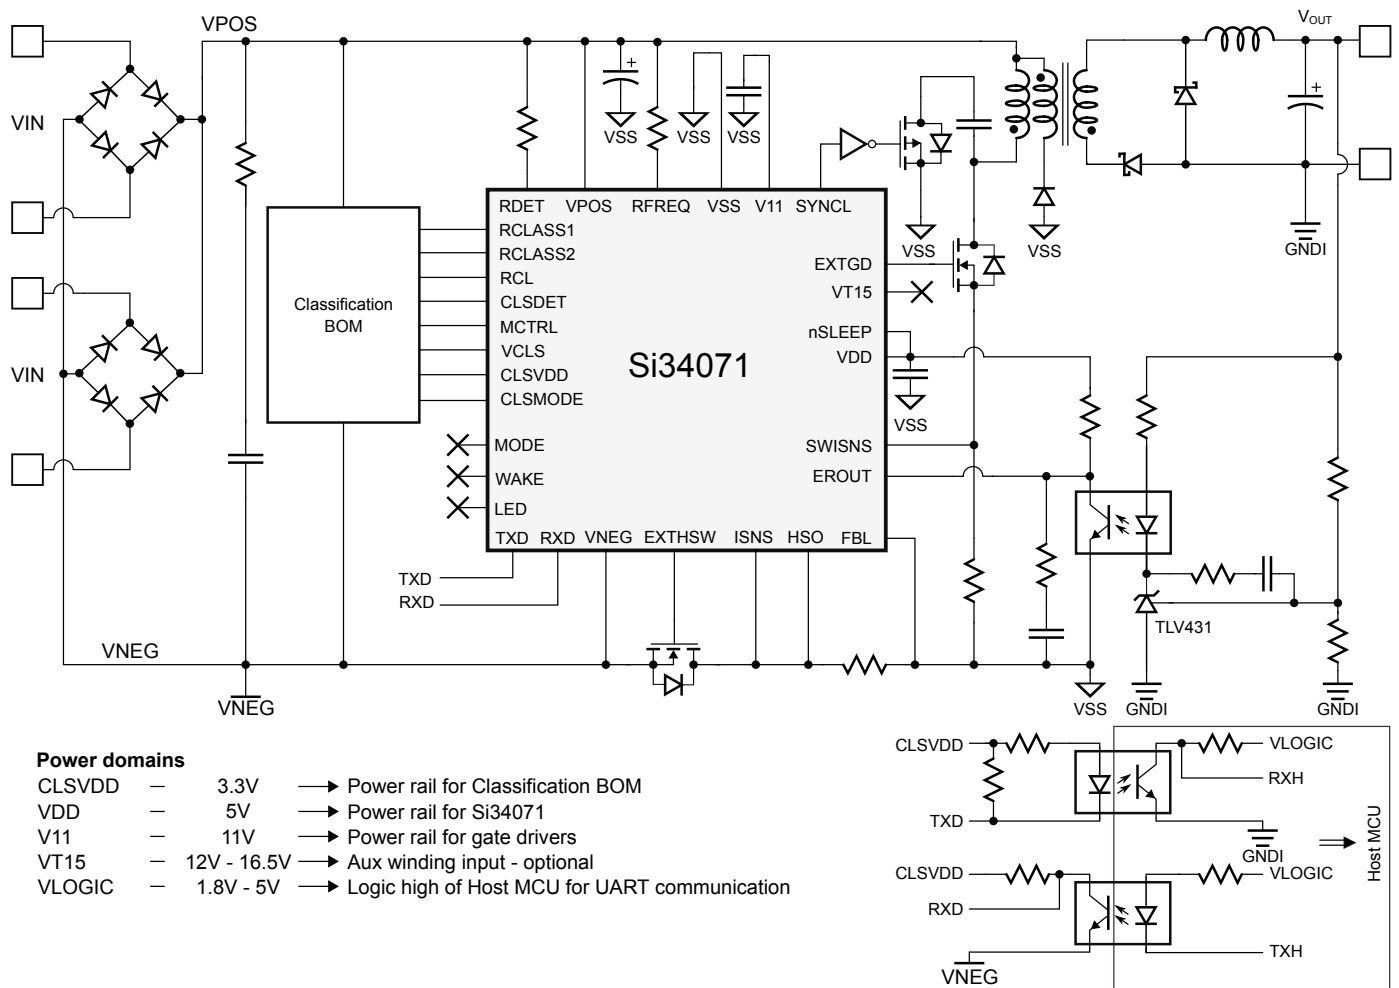 VPOS
V_OUT
VIN
VSS
VSS
VSS
RDET VPOS RFREQ VSS V11 SYNCL
VSS
VSS
GNDI
RCLASS1
RCLASS2
RCL
CLSDET
MCTRL
VCLS
CLSVDD
CLSMODE
Classification
BOM
EXTGD
VT15
nSLEEP
VDD
Si34071
VIN
VSS
MODE
WAKE
LED
SWISNS
EROUT
TXD RXD VNEG EXTHSW ISNS HSO FBL
TXD
RXD
TLV431
VNEG
VNEG
VSS
GNDI
GNDI
Power domains
CLSVDD – 3.3V Power rail for Classification BOM
VDD – 5V Power rail for Si34071
V11 – 11V Power rail for gate drivers
VT15 – 12V - 16.5V Aux winding input - optional
VLOGIC – 1.8V - 5V Logic high of Host MCU for UART communication
CLSVDD
VLOGIC
RXH
TXD
GNDI
Host MCU
CLSVDD
VLOGIC
RXD
TXH
VNEG